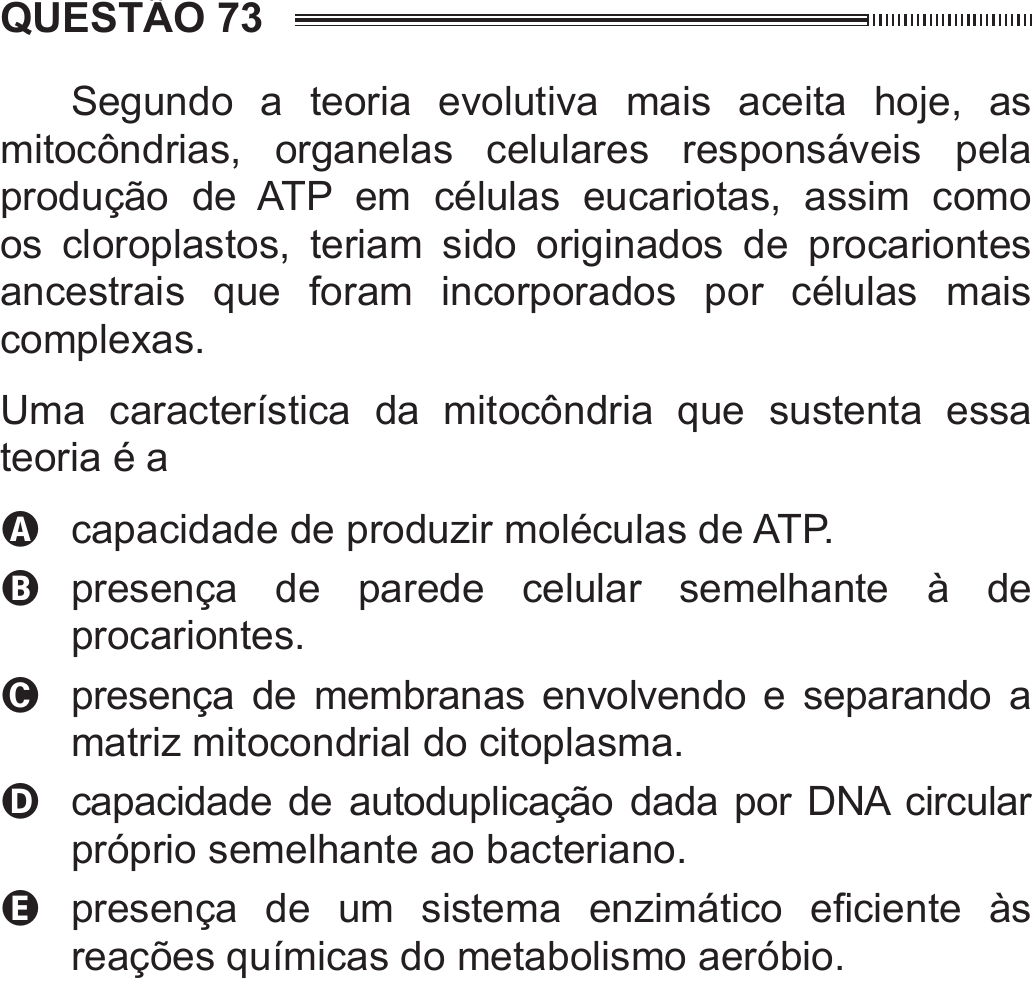 QUESTÃO 73
Segundo a teoria evolutiva mais aceita hoje, as
mitocôndrias, organelas celulares responsáveis pela
produção de ATP em células eucariotas, assim como
os cloroplastos, teriam sido originados de procariontes
ancestrais que foram incorporados por células mais
complexas.
Uma característica da mitocôndria que sustenta essa
teoria é a
A capacidade de produzir moléculas de ATP.
B presença de parede celular semelhante à de
procariontes.
C presença de membranas envolvendo e separando a
matriz mitocondrial do citoplasma.
D capacidade de autoduplicação dada por DNA circular
próprio semelhante ao bacteriano.
E presença de um sistema enzimático eficiente às
reações químicas do metabolismo aeróbio.